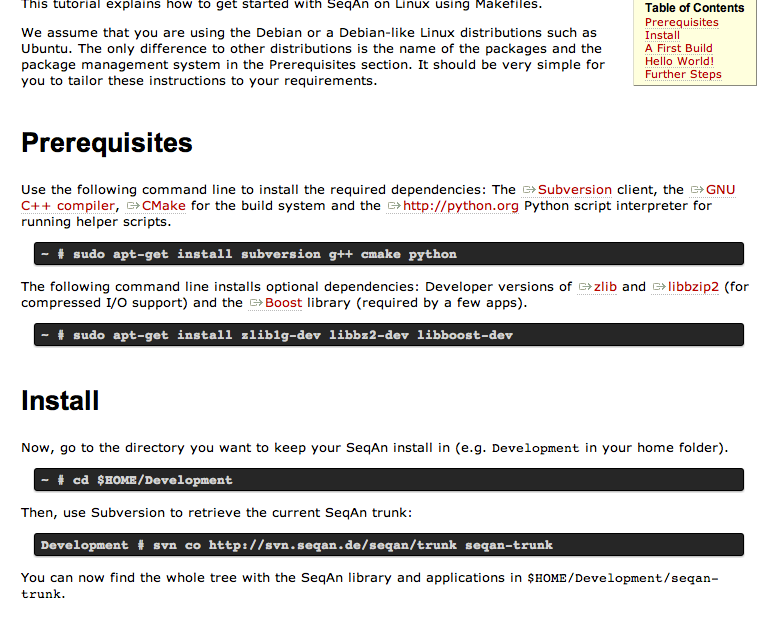 This tutorial explains how to get started with SeqAn on Linux using Makefiles.
We assume that you are using the Debian or a Debian-like Linux distributions such as
Ubuntu. The only difference to other distributions is the name of the packages and the
package management system in the Prerequisites section. It should be very simple for
you to tailor these instructions to your requirements.
Table of Contents
Prerequisites
Install
A First Build
Hello World!
Further Steps
Prerequisites
Use the following command line to install the required dependencies: The Subversion client, the GNU
C++ compiler, CMake for the build system and the http://python.org Python script interpreter for
running helper scripts.
~ # sudo apt-get install subversion g++ cmake python
The following command line installs optional dependencies: Developer versions of zlib and libbzip2 (for
compressed I/O support) and the Boost library (required by a few apps).
~ # sudo apt-get install zlib1g-dev libbz2-dev libboost-dev
Install
Now, go to the directory you want to keep your SeqAn install in (e.g. Development in your home folder).
~ # cd $HOME/Development
Then, use Subversion to retrieve the current SeqAn trunk:
Development # svn co http://svn.seqan.de/seqan/trunk seqan-trunk
You can now find the whole tree with the SeqAn library and applications in $HOME/Development/seqan-
trunk.